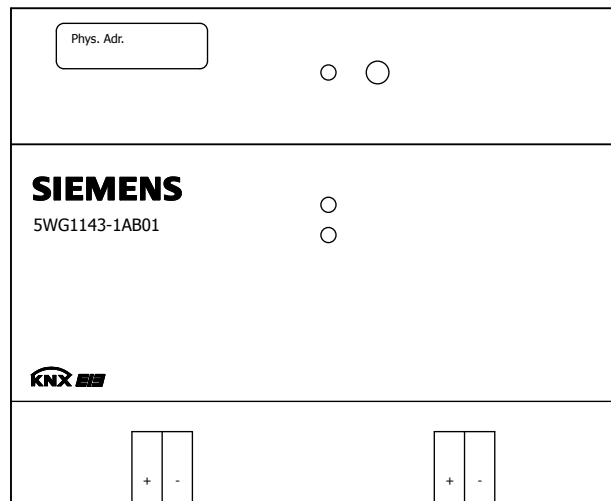 Phys. Adr.
SIEMENS
5WG1143-1AB01
KNX EIB
+ - + -